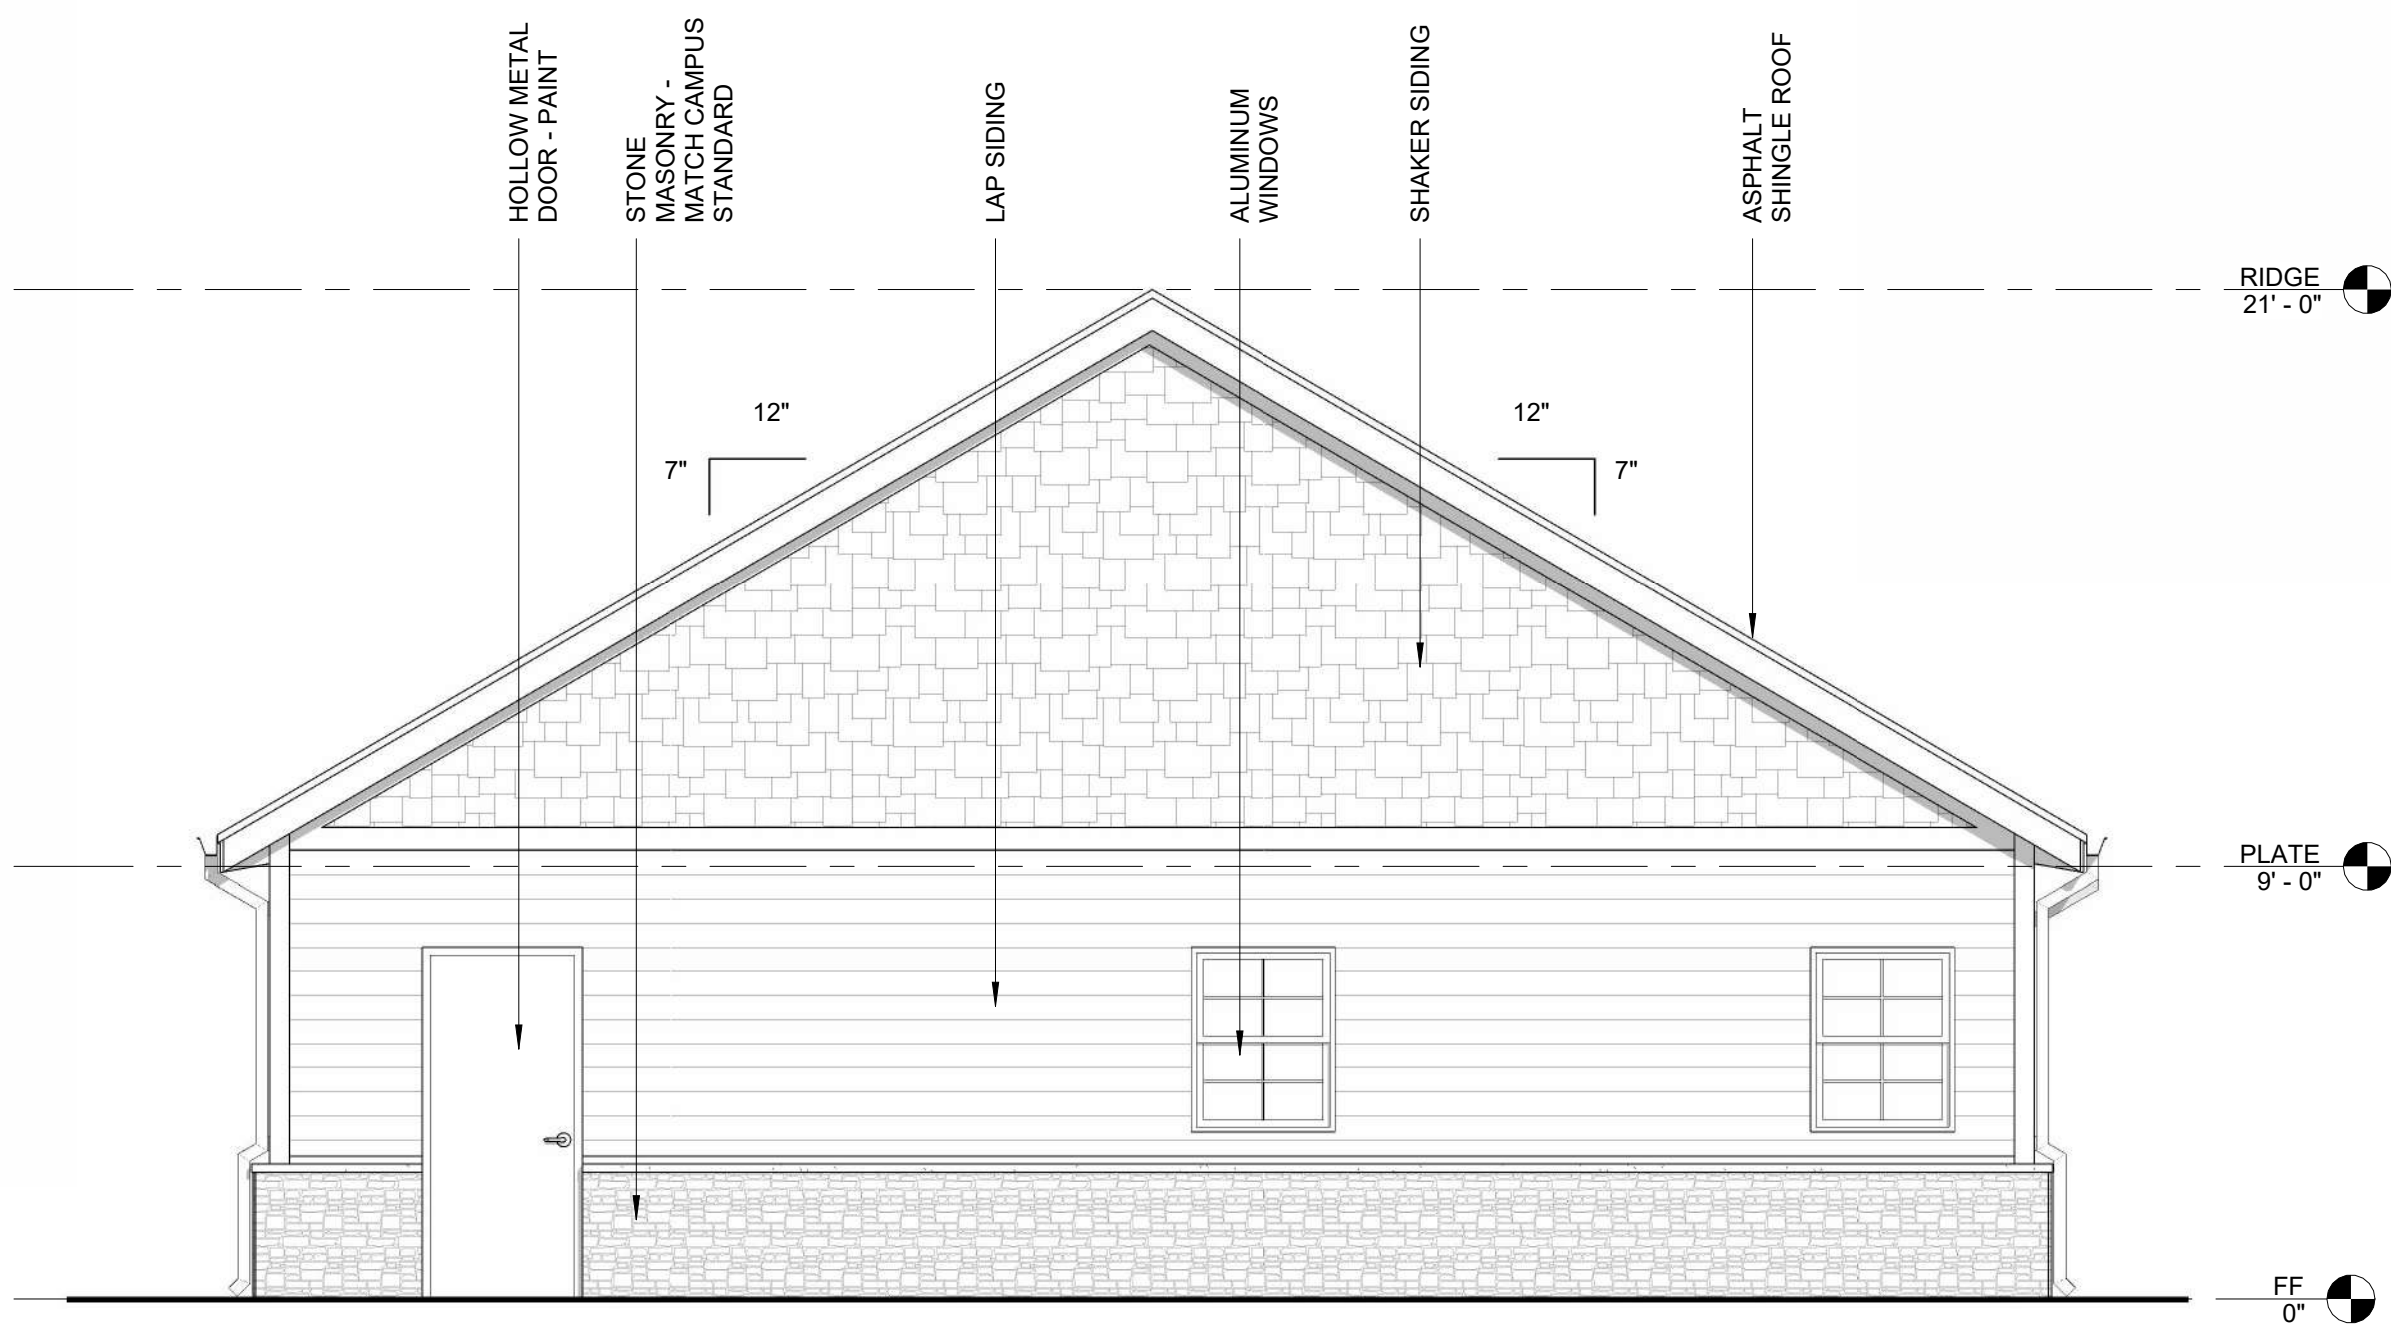 HOLLOW METAL
DOOR - PAINT
STONE
MASONRY -
MATCH CAMPUS
STANDARD
LAP SIDING
ALUMINUM
WINDOWS
SHAKER SIDING
ASPHALT
SHINGLE ROOF
RIDGE
21' - 0"
12"
7"
12"
7"
PLATE
9' - 0"
FF
0"